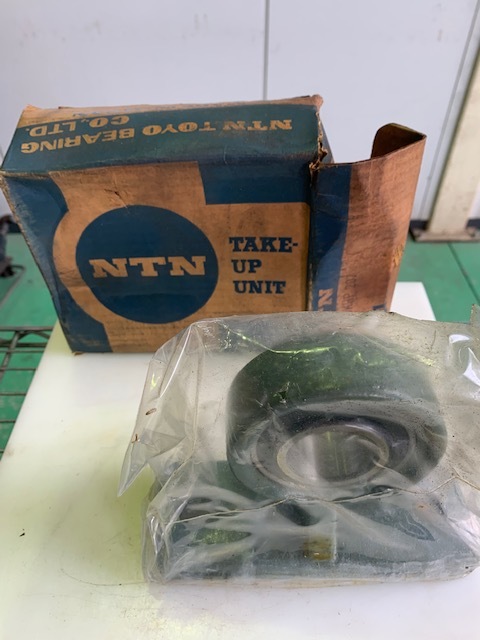 NTN TOYO BEARING
CO., LTD.
NTN
TAKE-
UP
UNIT